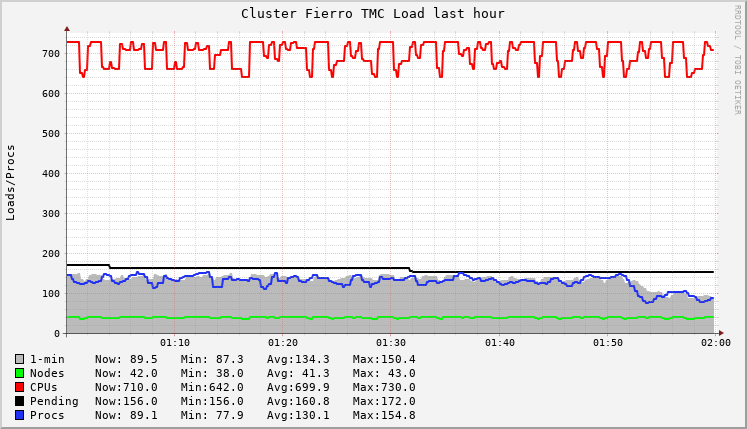 Cluster Fierro TMC Load last hour
RRDTOOL / TOBI OETIKER
Loads/Procs
700
600
500
400
300
200
100
0
01:10 01:20 01:30 01:40 01:50 02:00
1-min Now: 89.5 Min: 87.3 Avg:134.3 Max:150.4
Nodes Now: 42.0 Min: 38.0 Avg: 41.3 Max: 43.0
CPUs Now:710.0 Min:642.0 Avg:699.9 Max:730.0
Pending Now:156.0 Min:156.0 Avg:160.8 Max:172.0
Procs Now: 89.1 Min: 77.9 Avg:130.1 Max:154.8